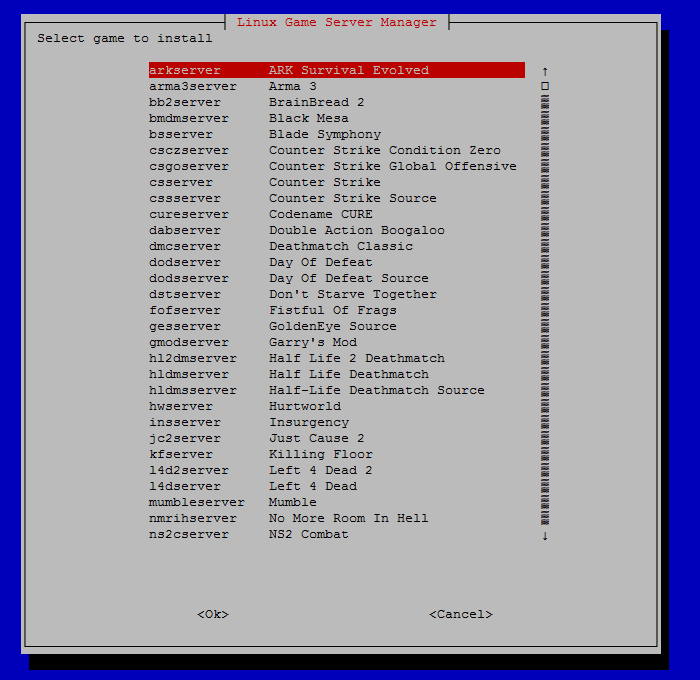 Linux Game Server Manager
Select game to install
arkserver ARK Survival Evolved
arma3server Arma 3
bb2server BrainBread 2
bmdmserver Black Mesa
bsserver Blade Symphony
csczserver Counter Strike Condition Zero
csgoserver Counter Strike Global Offensive
csserver Counter Strike
cssserver Counter Strike Source
cureserver Codename CURE
dabserver Double Action Boogaloo
dmcserver Deathmatch Classic
dodserver Day Of Defeat
dodsserver Day Of Defeat Source
dstserver Don't Starve Together
fofserver Fistful Of Frags
gesserver GoldenEye Source
gmodserver Garry's Mod
hl2dmserver Half Life 2 Deathmatch
hldmserver Half Life Deathmatch
hldmsserver Half-Life Deathmatch Source
hwserver Hurtworld
insserver Insurgency
jc2server Just Cause 2
kfserver Killing Floor
l4d2server Left 4 Dead 2
l4dserver Left 4 Dead
mumbleserver Mumble
nmrihserver No More Room In Hell
ns2cserver NS2 Combat
<Ok> <Cancel>